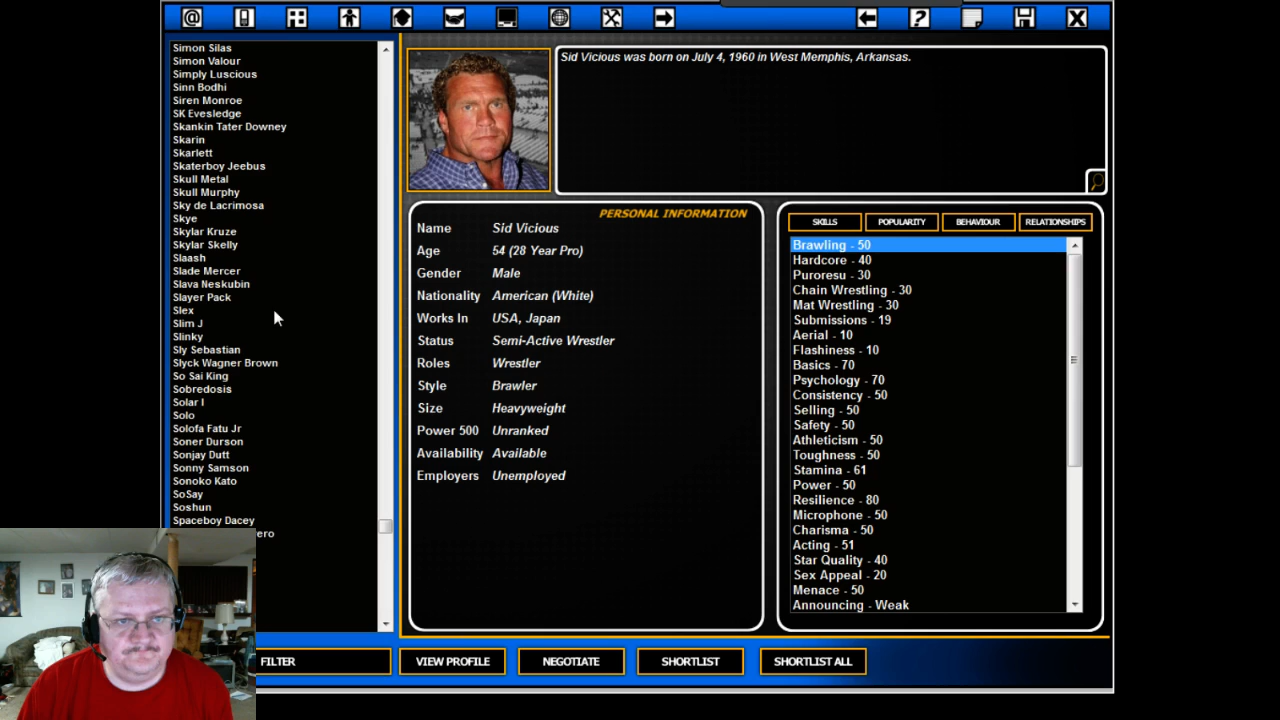 Simon Silas
Simon Valour
Simply Luscious
Sinn Bodhi
Siren Monroe
SK Evesledge
Skankin Tater Downey
Skarin
Skarlett
Skaterboy Jeebus
Skull Metal
Skull Murphy
Sky de Lacrimosa
Skye
Skylar Kruze
Skylar Skelly
Slaash
Slade Mercer
Slava Neskubin
Slayer Pack
Slex
Slim J
Slinky
Sly Sebastian
Slyck Wagner Brown
So Sai King
Sobredosis
Solar I
Solo
Solofa Fatu Jr
Soner Durson
Sonjay Dutt
Sonny Samson
Sonoko Kato
SoSay
Soshun
Spaceboy Dacey
ero
FILTER
Sid Vicious was born on July 4, 1960 in West Memphis, Arkansas.
PERSONAL INFORMATION
Name Sid Vicious
Age 54 (28 Year Pro)
Gender Male
Nationality American (White)
Works In USA, Japan
Status Semi-Active Wrestler
Roles Wrestler
Style Brawler
Size Heavyweight
Power 500 Unranked
Availability Available
Employers Unemployed
SKILLS POPULARITY BEHAVIOUR RELATIONSHIPS
Brawling - 50
Hardcore - 40
Puroresu - 30
Chain Wrestling - 30
Mat Wrestling - 30
Submissions - 19
Aerial - 10
Flashiness - 10
Basics - 70
Psychology - 70
Consistency - 50
Selling - 50
Safety - 50
Athleticism - 50
Toughness - 50
Stamina - 61
Power - 50
Resilience - 80
Microphone - 50
Charisma - 50
Acting - 51
Star Quality - 40
Sex Appeal - 20
Menace - 50
Announcing - Weak
VIEW PROFILE NEGOTIATE SHORTLIST SHORTLIST ALL